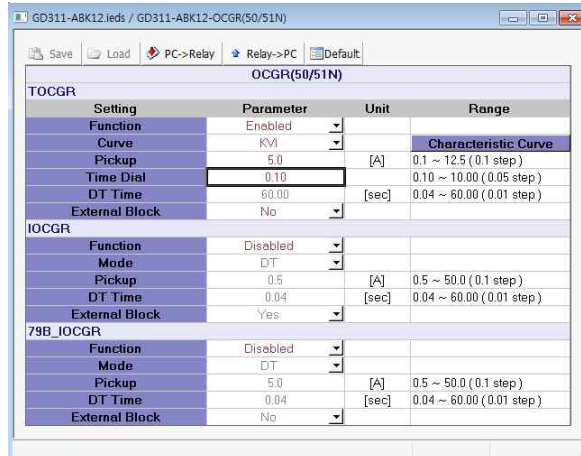 GD311-ABK12.ieds / GD311-ABK12-OCGR(50/51N)
Save Load PC->Relay Relay->PC Default
OCGR(50/51N)
TOCGR
Setting Parameter Unit Range
Function Enabled
Curve KVI Characteristic Curve
Pickup 5.0 [A] 0.1 ~ 12.5 ( 0.1 step )
Time Dial 0.10 0.10 ~ 10.00 ( 0.05 step )
DT Time 60.00 [sec] 0.04 ~ 60.00 ( 0.01 step )
External Block No
IOCGR
Function Disabled
Mode DT
Pickup 0.5 [A] 0.5 ~ 50.0 ( 0.1 step )
DT Time 0.04 [sec] 0.04 ~ 60.00 ( 0.01 step )
External Block Yes
79B_IOCGR
Function Disabled
Mode DT
Pickup 5.0 [A] 0.5 ~ 50.0 ( 0.1 step )
DT Time 0.04 [sec] 0.04 ~ 60.00 ( 0.01 step )
External Block No